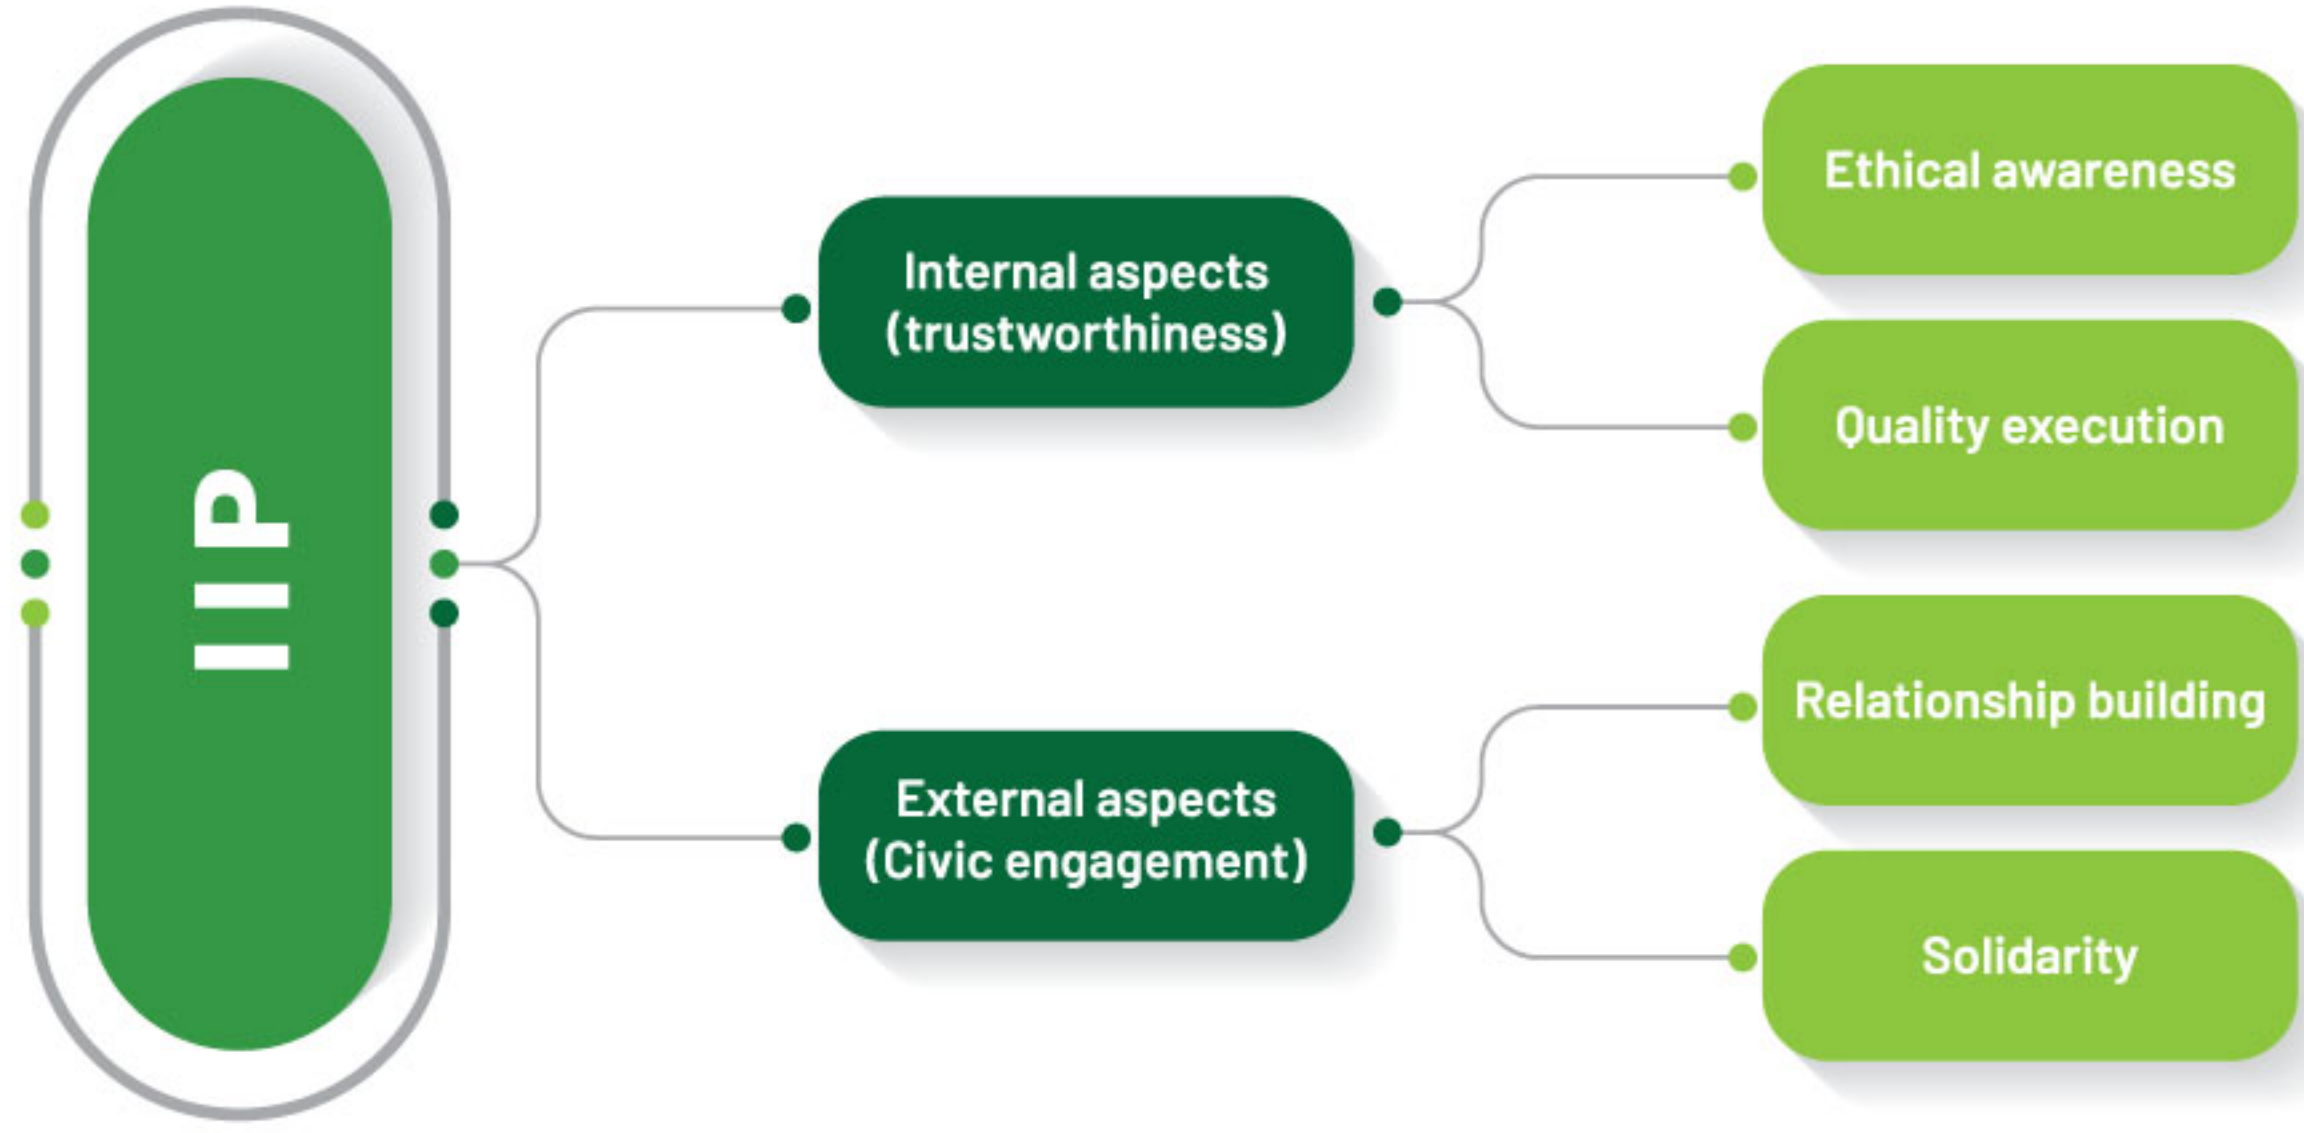 IIP
Internal aspects
(trustworthiness)
Ethical awareness
Quality execution
External aspects
(Civic engagement)
Relationship building
Solidarity